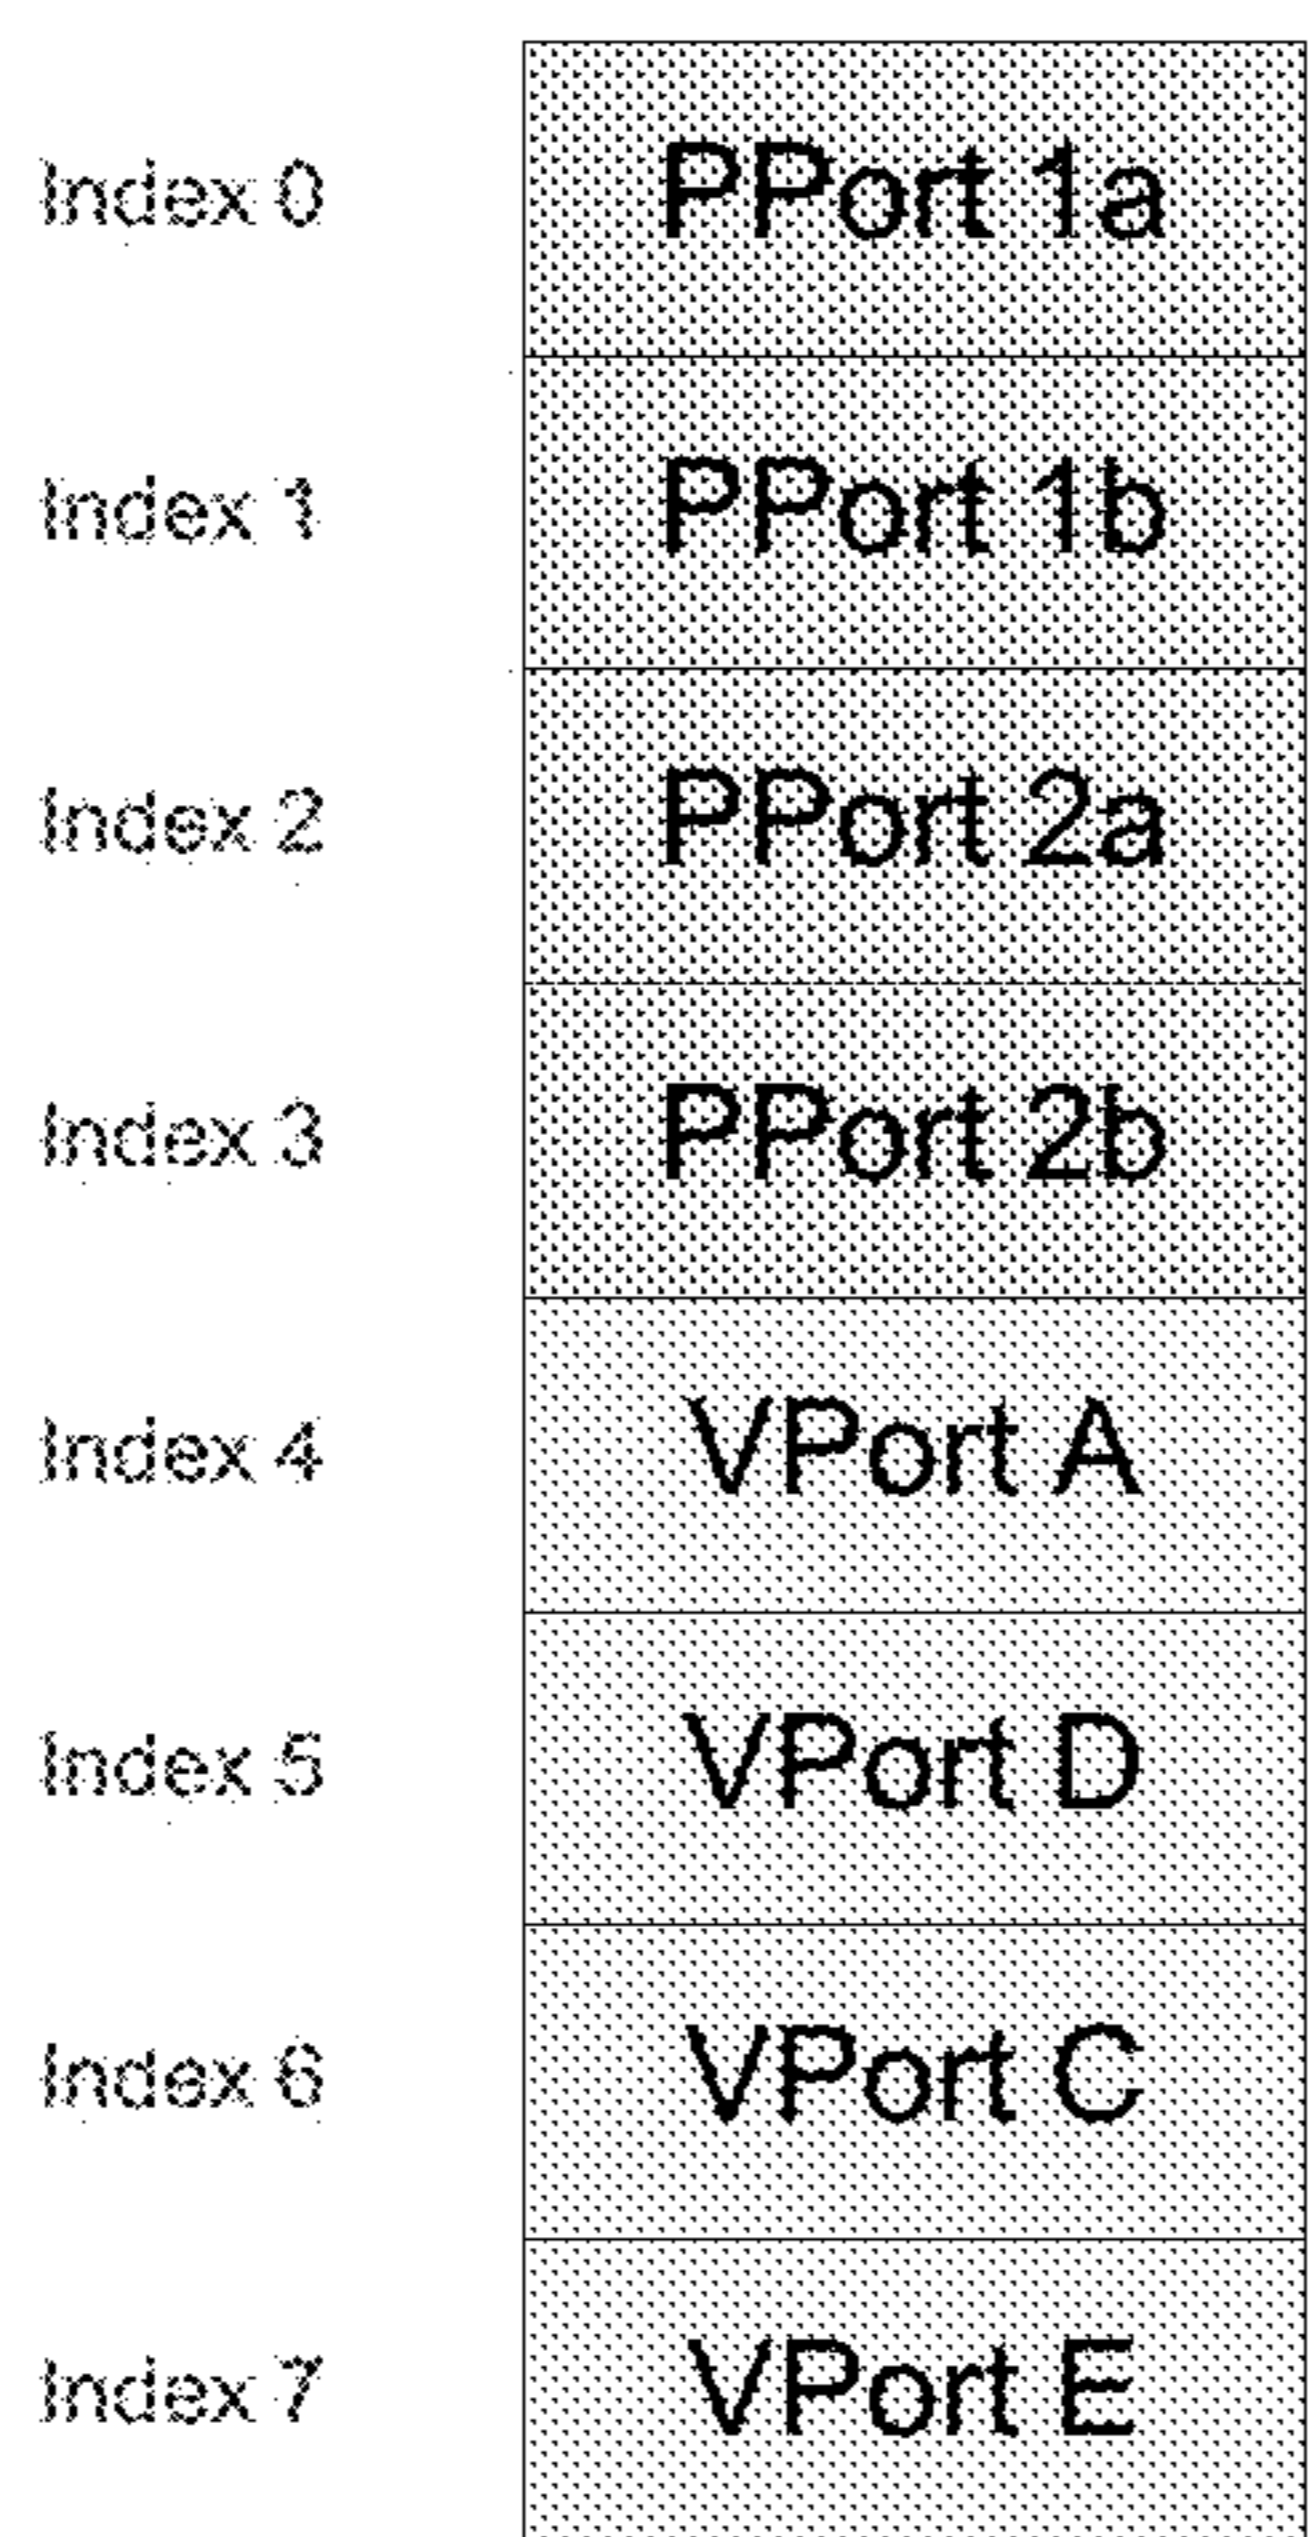 Index 0 PPort 1a
Index 1 PPort 1b
Index 2 PPort 2a
Index 3 PPort 2b
Index 4 VPort A
Index 5 VPort D
Index 6 VPort C
Index 7 VPort E